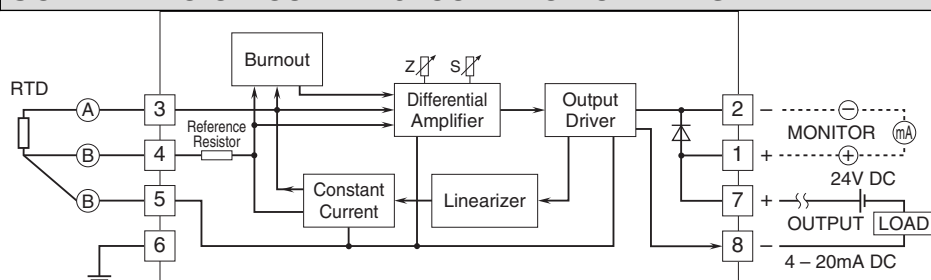 Burnout
Z
S
RTD
A
3
Differential
Amplifier
Output
Driver
2
−
−
MONITOR
mA
Reference
Resistor
B
4
1
+
+
24V DC
B
5
Constant
Current
Linearizer
7
+
OUTPUT
LOAD
6
8
−
4 – 20mA DC